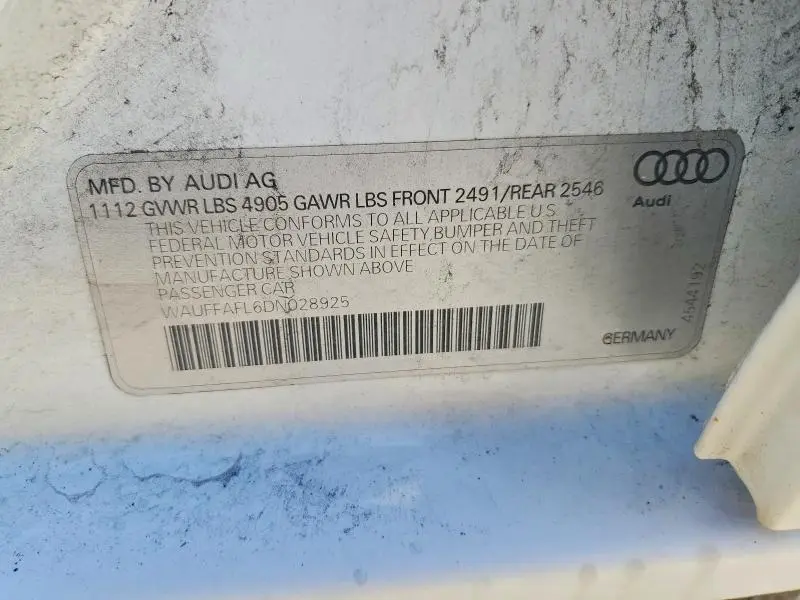 MFD. BY AUDI AG
1112 GVWR LBS 4905 GAWR LBS FRONT 2491/REAR 2546
THIS VEHICLE CONFORMS TO ALL APPLICABLE U.S
FEDERAL MOTOR VEHICLE SAFETY,BUMPER AND THEFT
PREVENTION STANDARDS IN EFFECT ON THE DATE OF
MANUFACTURE SHOWN ABOVE
PASSENGER CAR
WAUFFAFL6DN028925
Audi
4544192
GERMANY